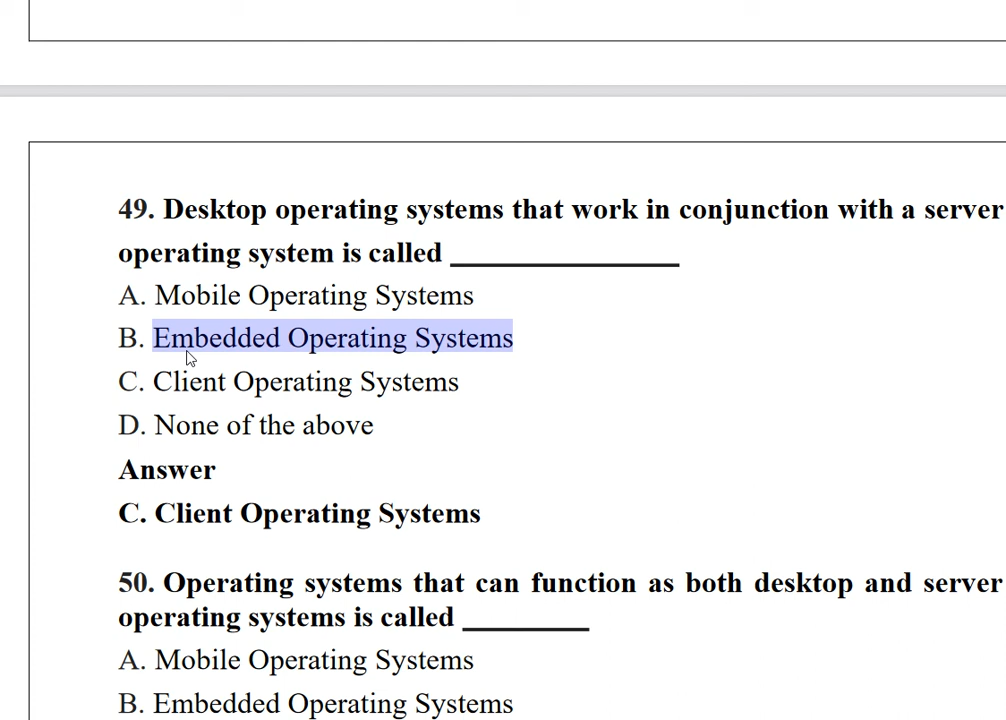 49. Desktop operating systems that work in conjunction with a server
operating system is called ________________
A. Mobile Operating Systems
B. Embedded Operating Systems
C. Client Operating Systems
D. None of the above
Answer
C. Client Operating Systems
50. Operating systems that can function as both desktop and server
operating systems is called _________
A. Mobile Operating Systems
B. Embedded Operating Systems